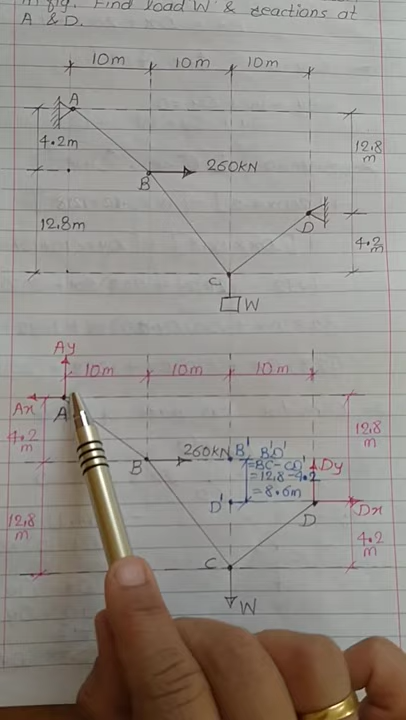 in fig. Find load W & reactions at
A & D.
10m 10m 10m
A
4.2m
12.8
m
B
260KN
12.8m
D
4.2
m
C
W
Ay
10m 10m 10m
Ax
A
4.2
m
12.8
m
B
260KN
B' B'D'
=BC-CD'
=12.8-4.2
=8.6m
Dy
D'
D
Dx
12.8
m
4.2
m
C
W